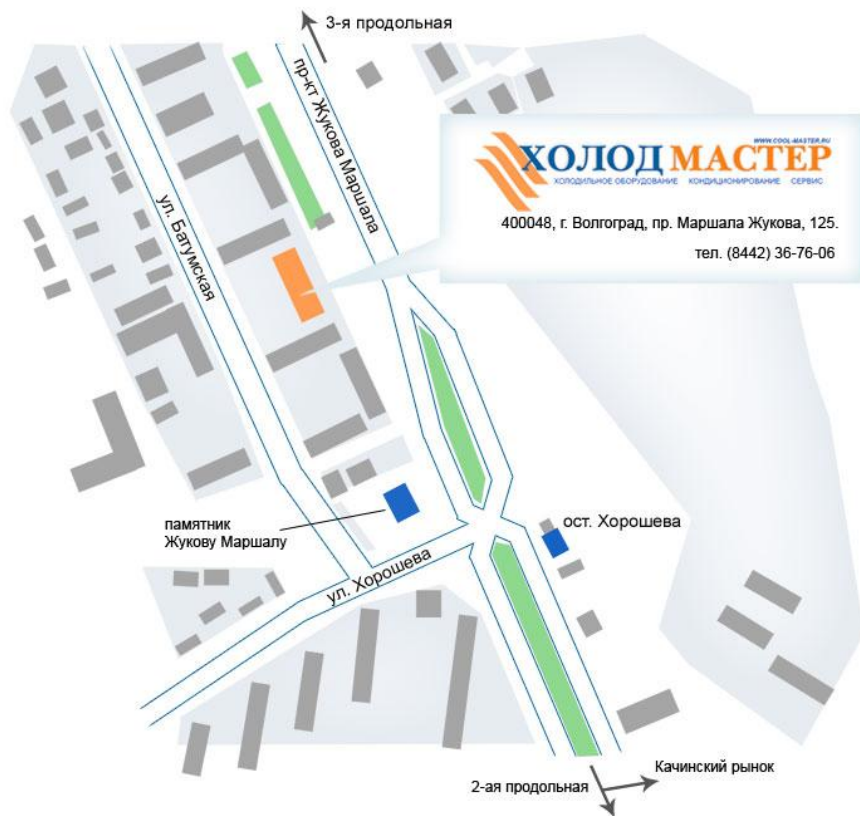 3-я продольная
пр-кт Жукова Маршала
WWW.COOL-MASTER.RU
ХОЛОД МАСТЕР
ХОЛОДИЛЬНОЕ ОБОРУДОВАНИЕ КОНДИЦИОНИРОВАНИЕ СЕРВИС
400048, г. Волгоград, пр. Маршала Жукова, 125.
тел. (8442) 36-76-06
ул. Батумская
памятник
Жукову Маршалу
ост. Хорошева
ул. Хорошева
Качинский рынок
2-ая продольная